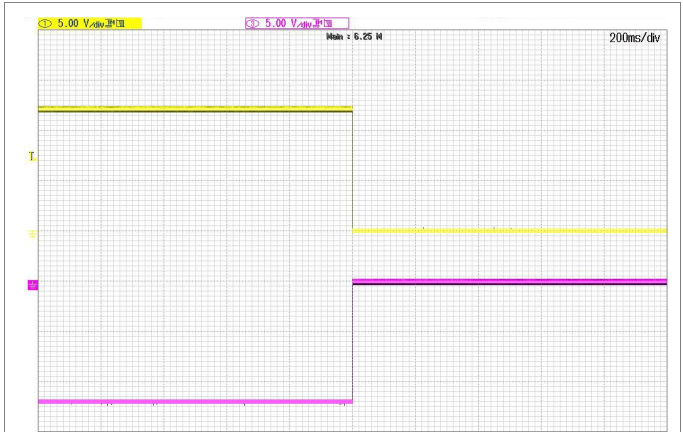 ① 5.00 V/div
③ 5.00 V/div
Main : 6.25 M
200ms/div
T